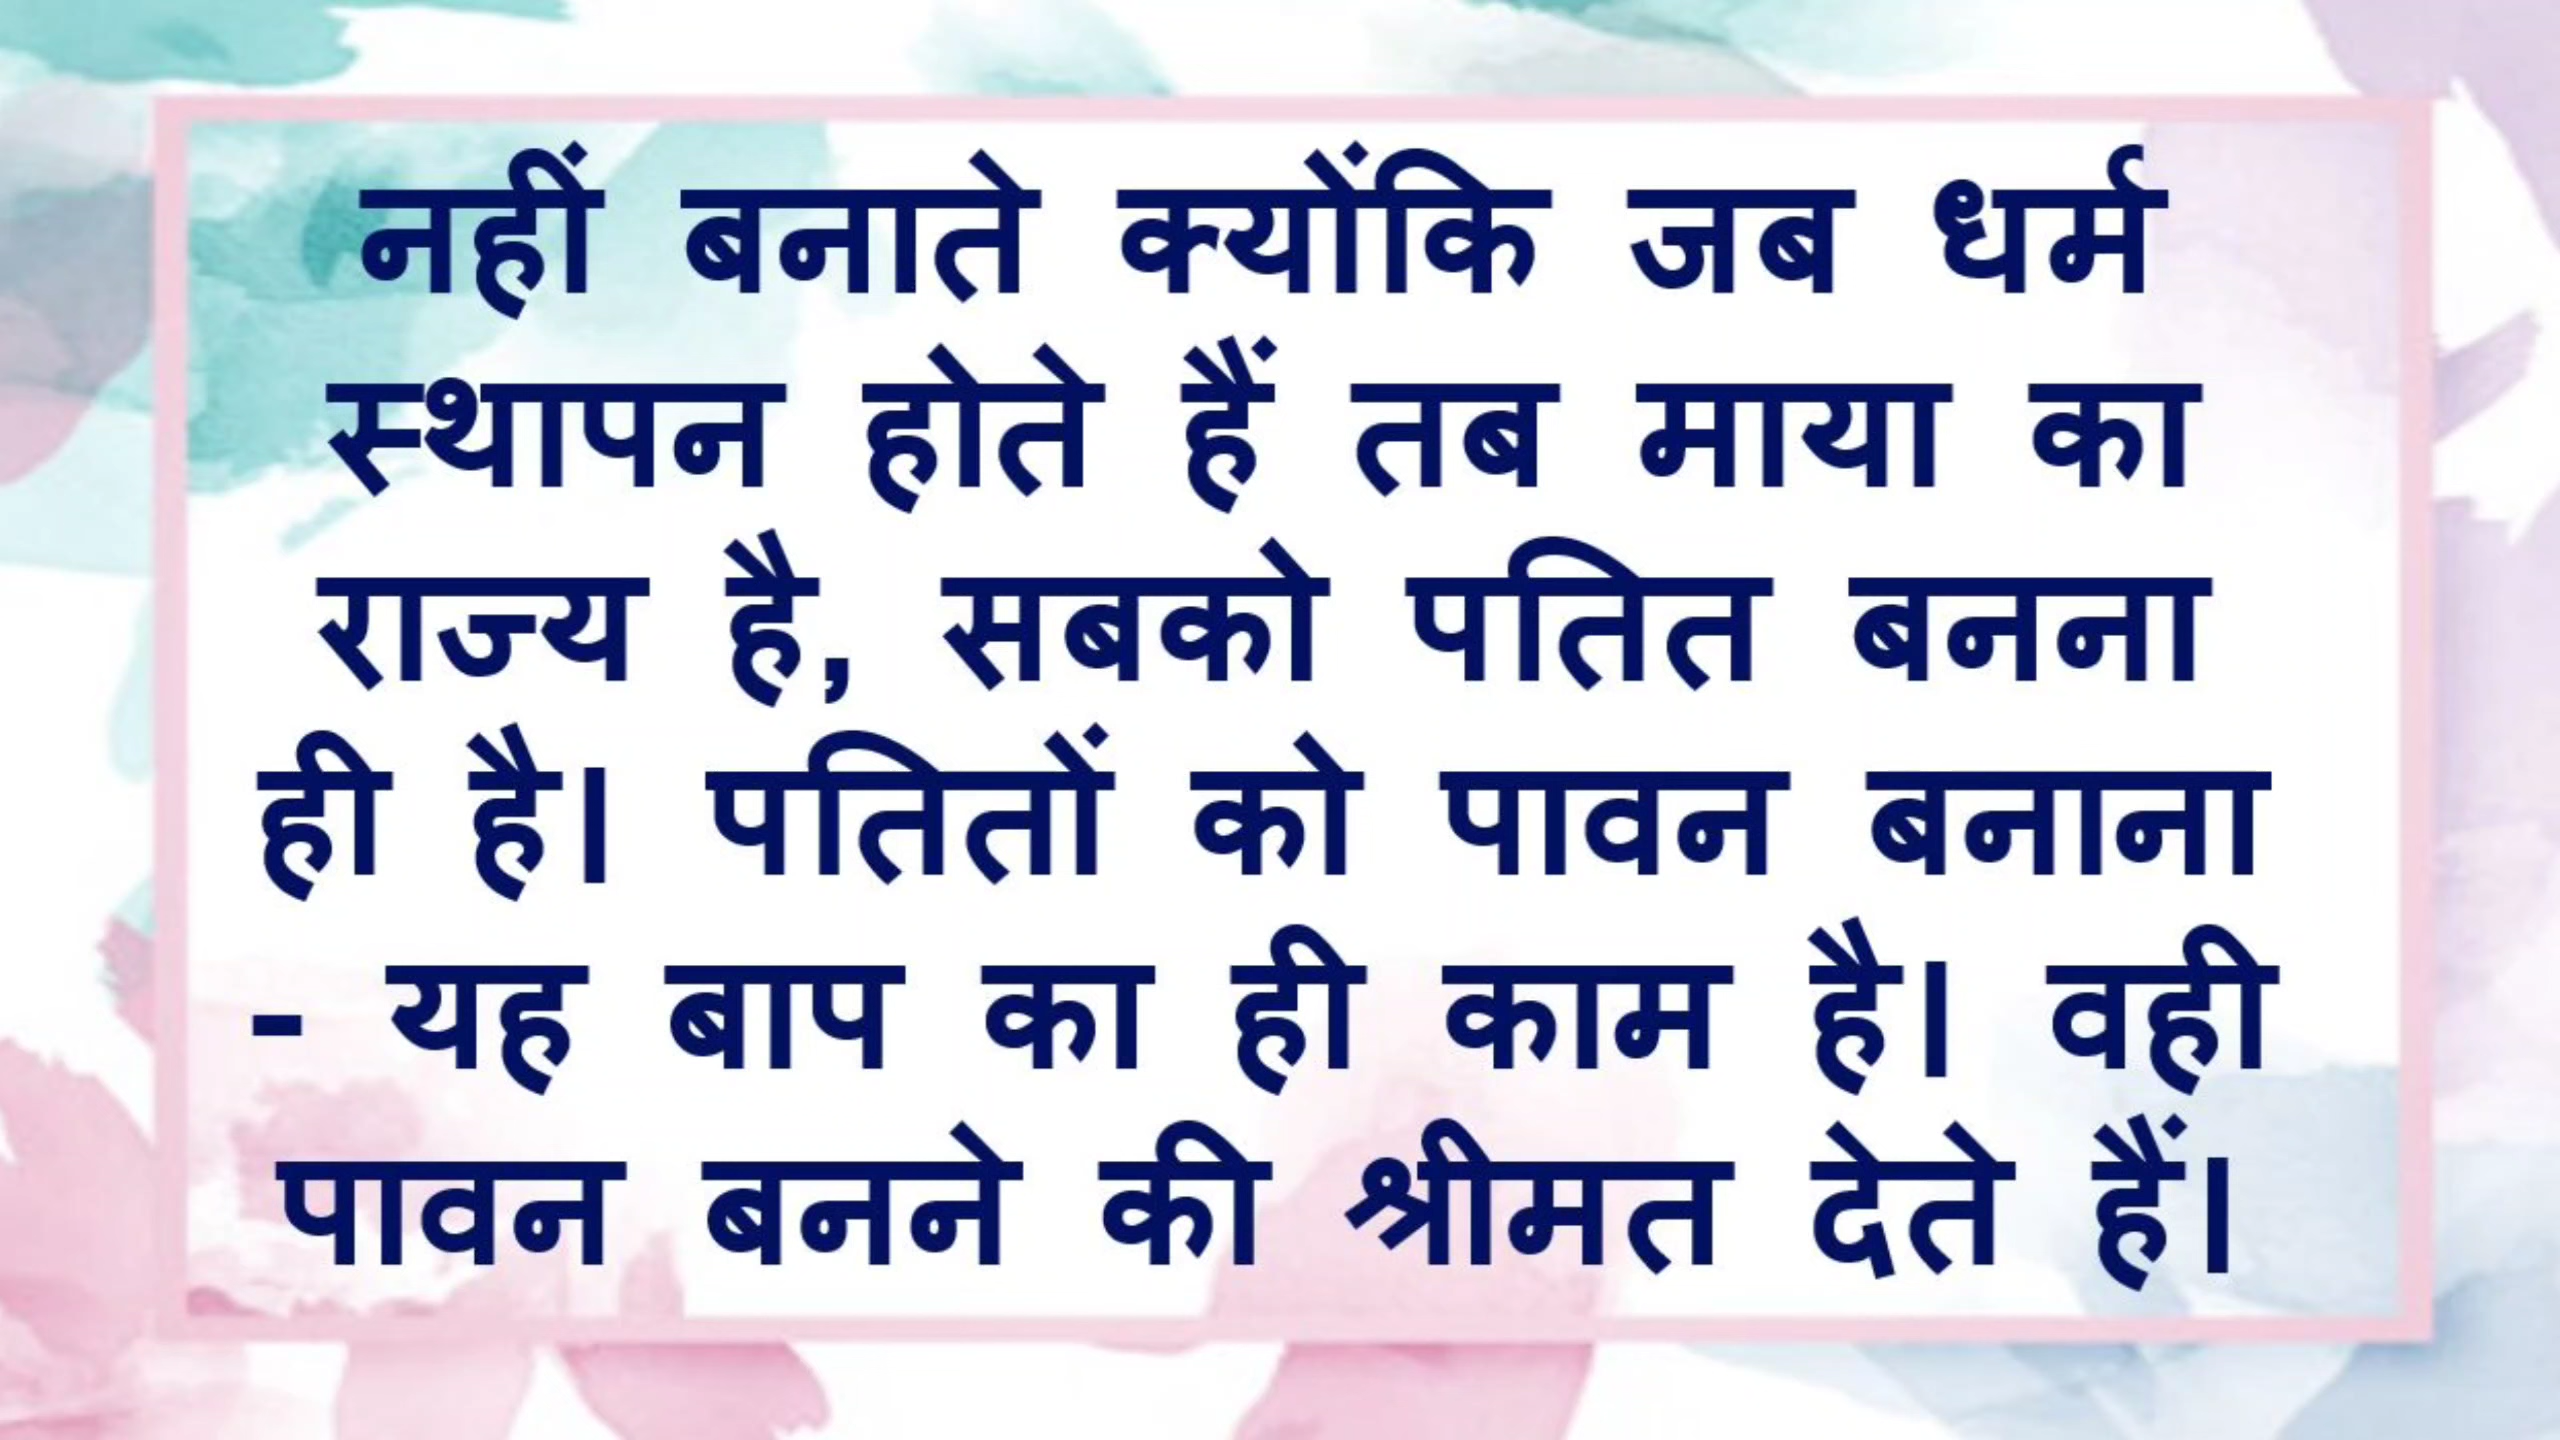 नहीं बनाते क्योंकि जब धर्म
स्थापन होते हैं तब माया का
राज्य है, सबको पतित बनना
ही है। पतितों को पावन बनाना
- यह बाप का ही काम है। वही
पावन बनने की श्रीमत देते हैं।